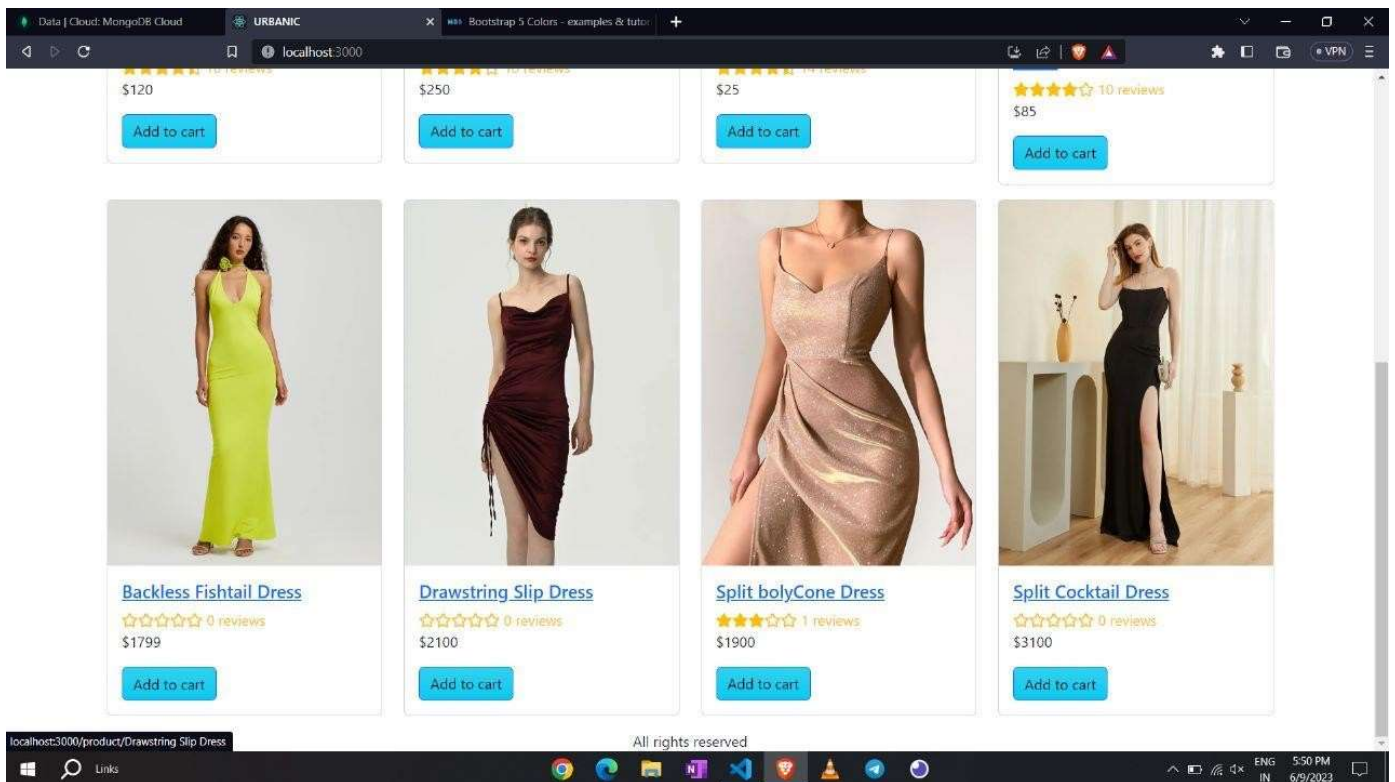 Data | Cloud: MongoDB Cloud
URBANIC
Bootstrap 5 Colors - examples & tutor
localhost:3000
VPN
10 reviews
14 reviews
10 reviews
$120
$250
$25
$85
Add to cart
Add to cart
Add to cart
Add to cart
Backless Fishtail Dress
Drawstring Slip Dress
Split bolyCone Dress
Split Cocktail Dress
0 reviews
0 reviews
1 reviews
0 reviews
$1799
$2100
$1900
$3100
Add to cart
Add to cart
Add to cart
Add to cart
localhost:3000/product/Drawstring Slip Dress
All rights reserved
Links
ENG
IN
5:50 PM
6/9/2023